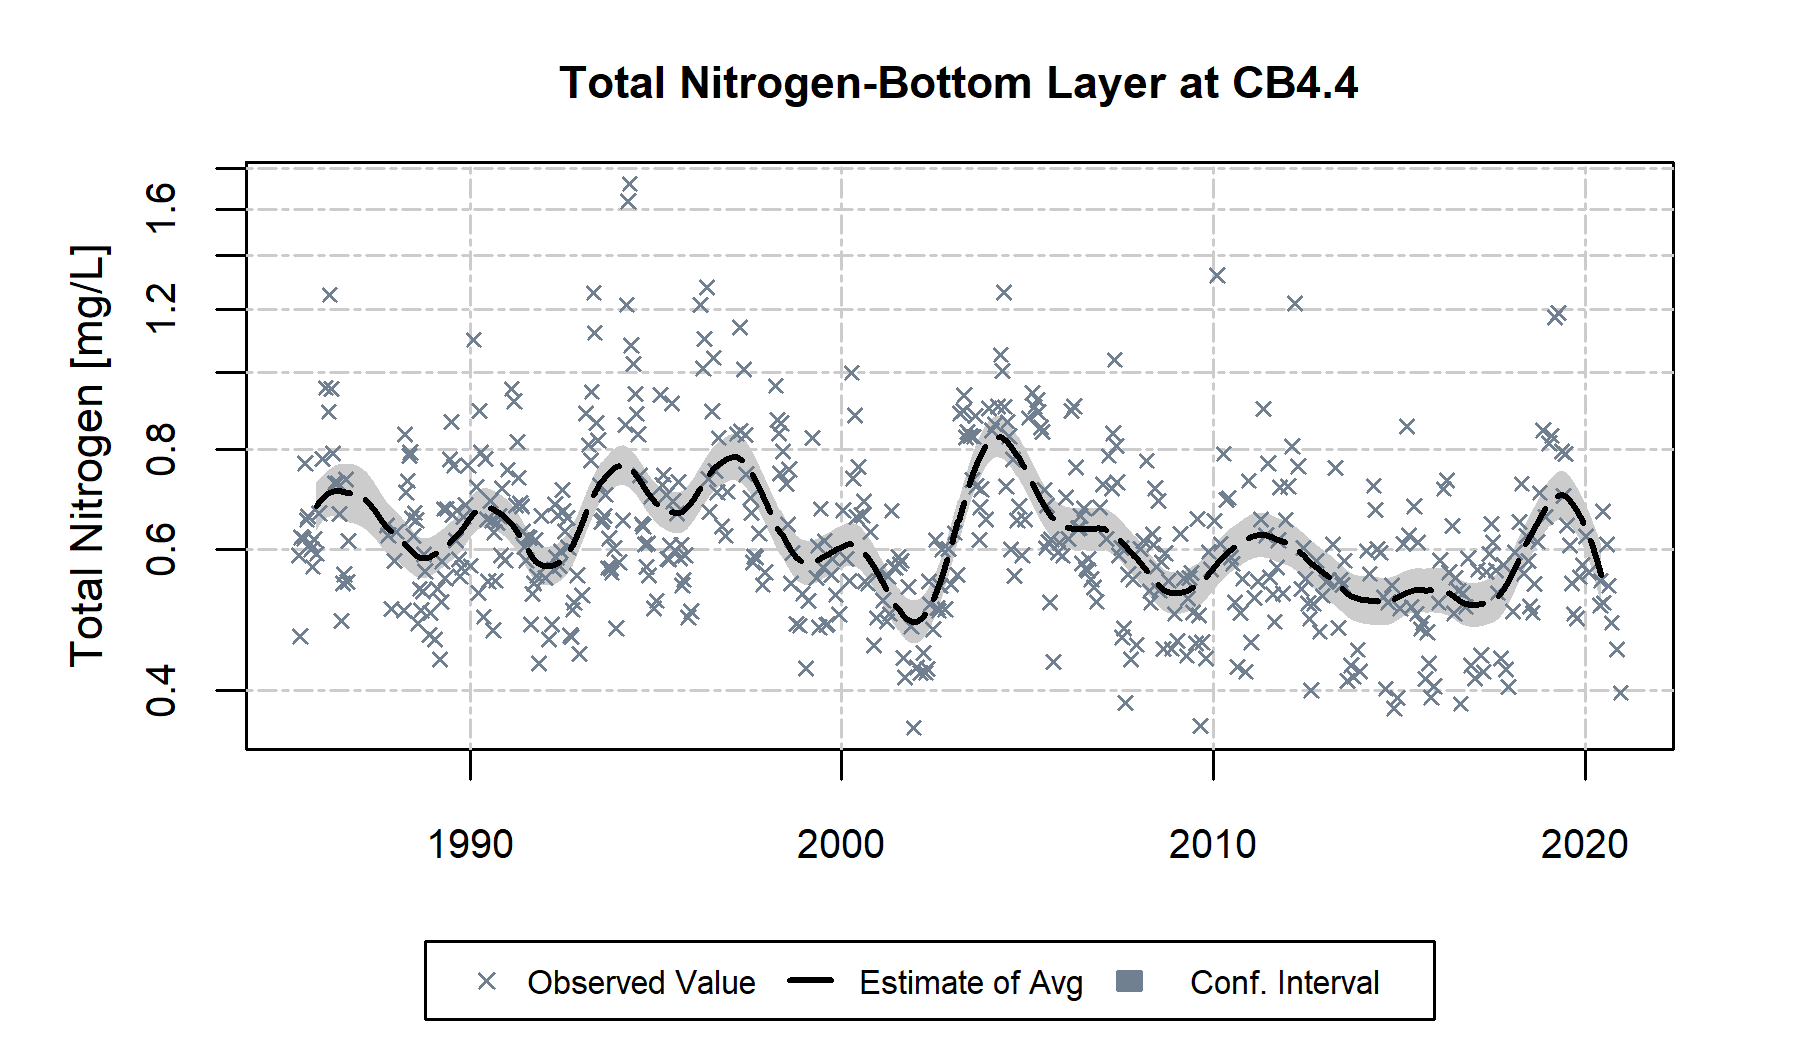 Total Nitrogen-Bottom Layer at CB4.4
Total Nitrogen [mg/L]
1.6
1.2
0.8
0.6
0.4
1990 2000 2010 2020
Observed Value Estimate of Avg Conf. Interval